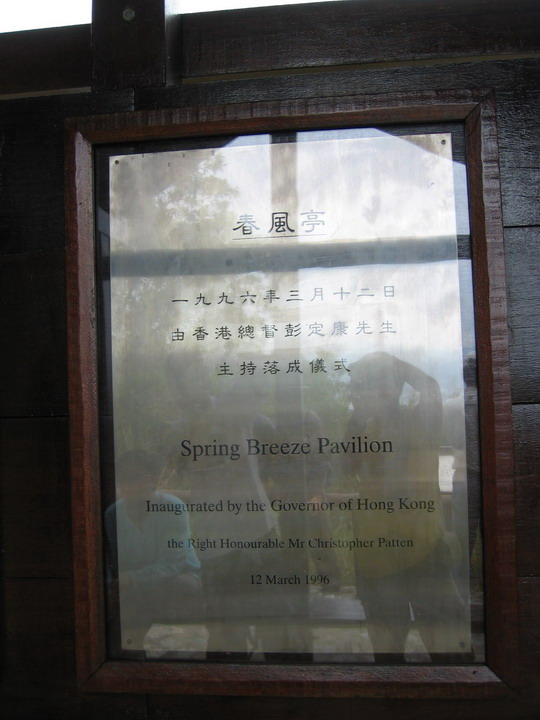 春風亭
一九九六年三月十二日
由香港總督彭定康先生
主持落成儀式
Spring Breeze Pavilion
Inaugurated by the Governor of Hong Kong
the Right Honourable Mr Christopher Patten
12 March 1996